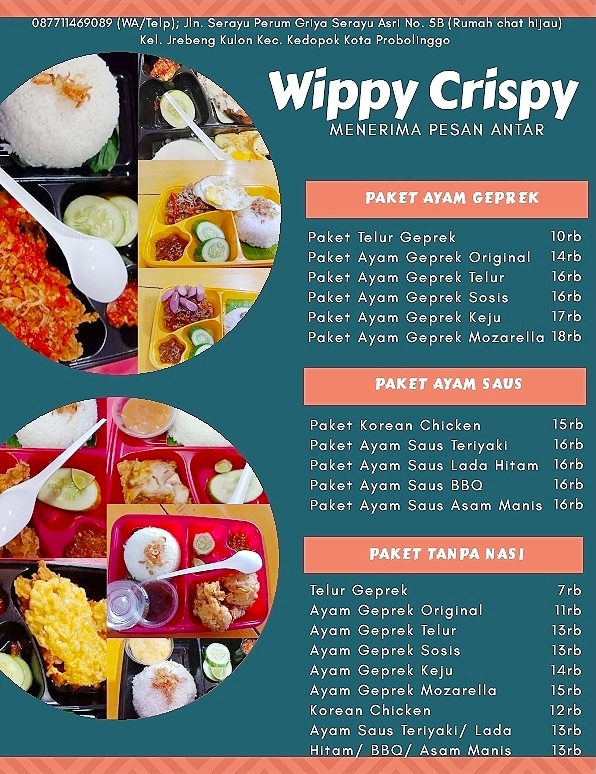 087711469089 (WA/Telp); Jln. Serayu Perum Griya Serayu Asri No. 5B (Rumah chat hijau)
Kel. Jrebeng Kulon Kec. Kedopok Kota Probolinggo
Wippy Crispy
MENERIMA PESAN ANTAR
PAKET AYAM GEPREK
Paket Telur Geprek 10rb
Paket Ayam Geprek Original 14rb
Paket Ayam Geprek Telur 16rb
Paket Ayam Geprek Sosis 16rb
Paket Ayam Geprek Keju 17rb
Paket Ayam Geprek Mozarella 18rb
PAKET AYAM SAUS
Paket Korean Chicken 15rb
Paket Ayam Saus Teriyaki 16rb
Paket Ayam Saus Lada Hitam 16rb
Paket Ayam Saus BBQ 16rb
Paket Ayam Saus Asam Manis 16rb
PAKET TANPA NASI
Telur Geprek 7rb
Ayam Geprek Original 11rb
Ayam Geprek Telur 13rb
Ayam Geprek Sosis 13rb
Ayam Geprek Keju 14rb
Ayam Geprek Mozarella 15rb
Korean Chicken 12rb
Ayam Saus Teriyaki/ Lada 13rb
Hitam/ BBQ/ Asam Manis 13rb